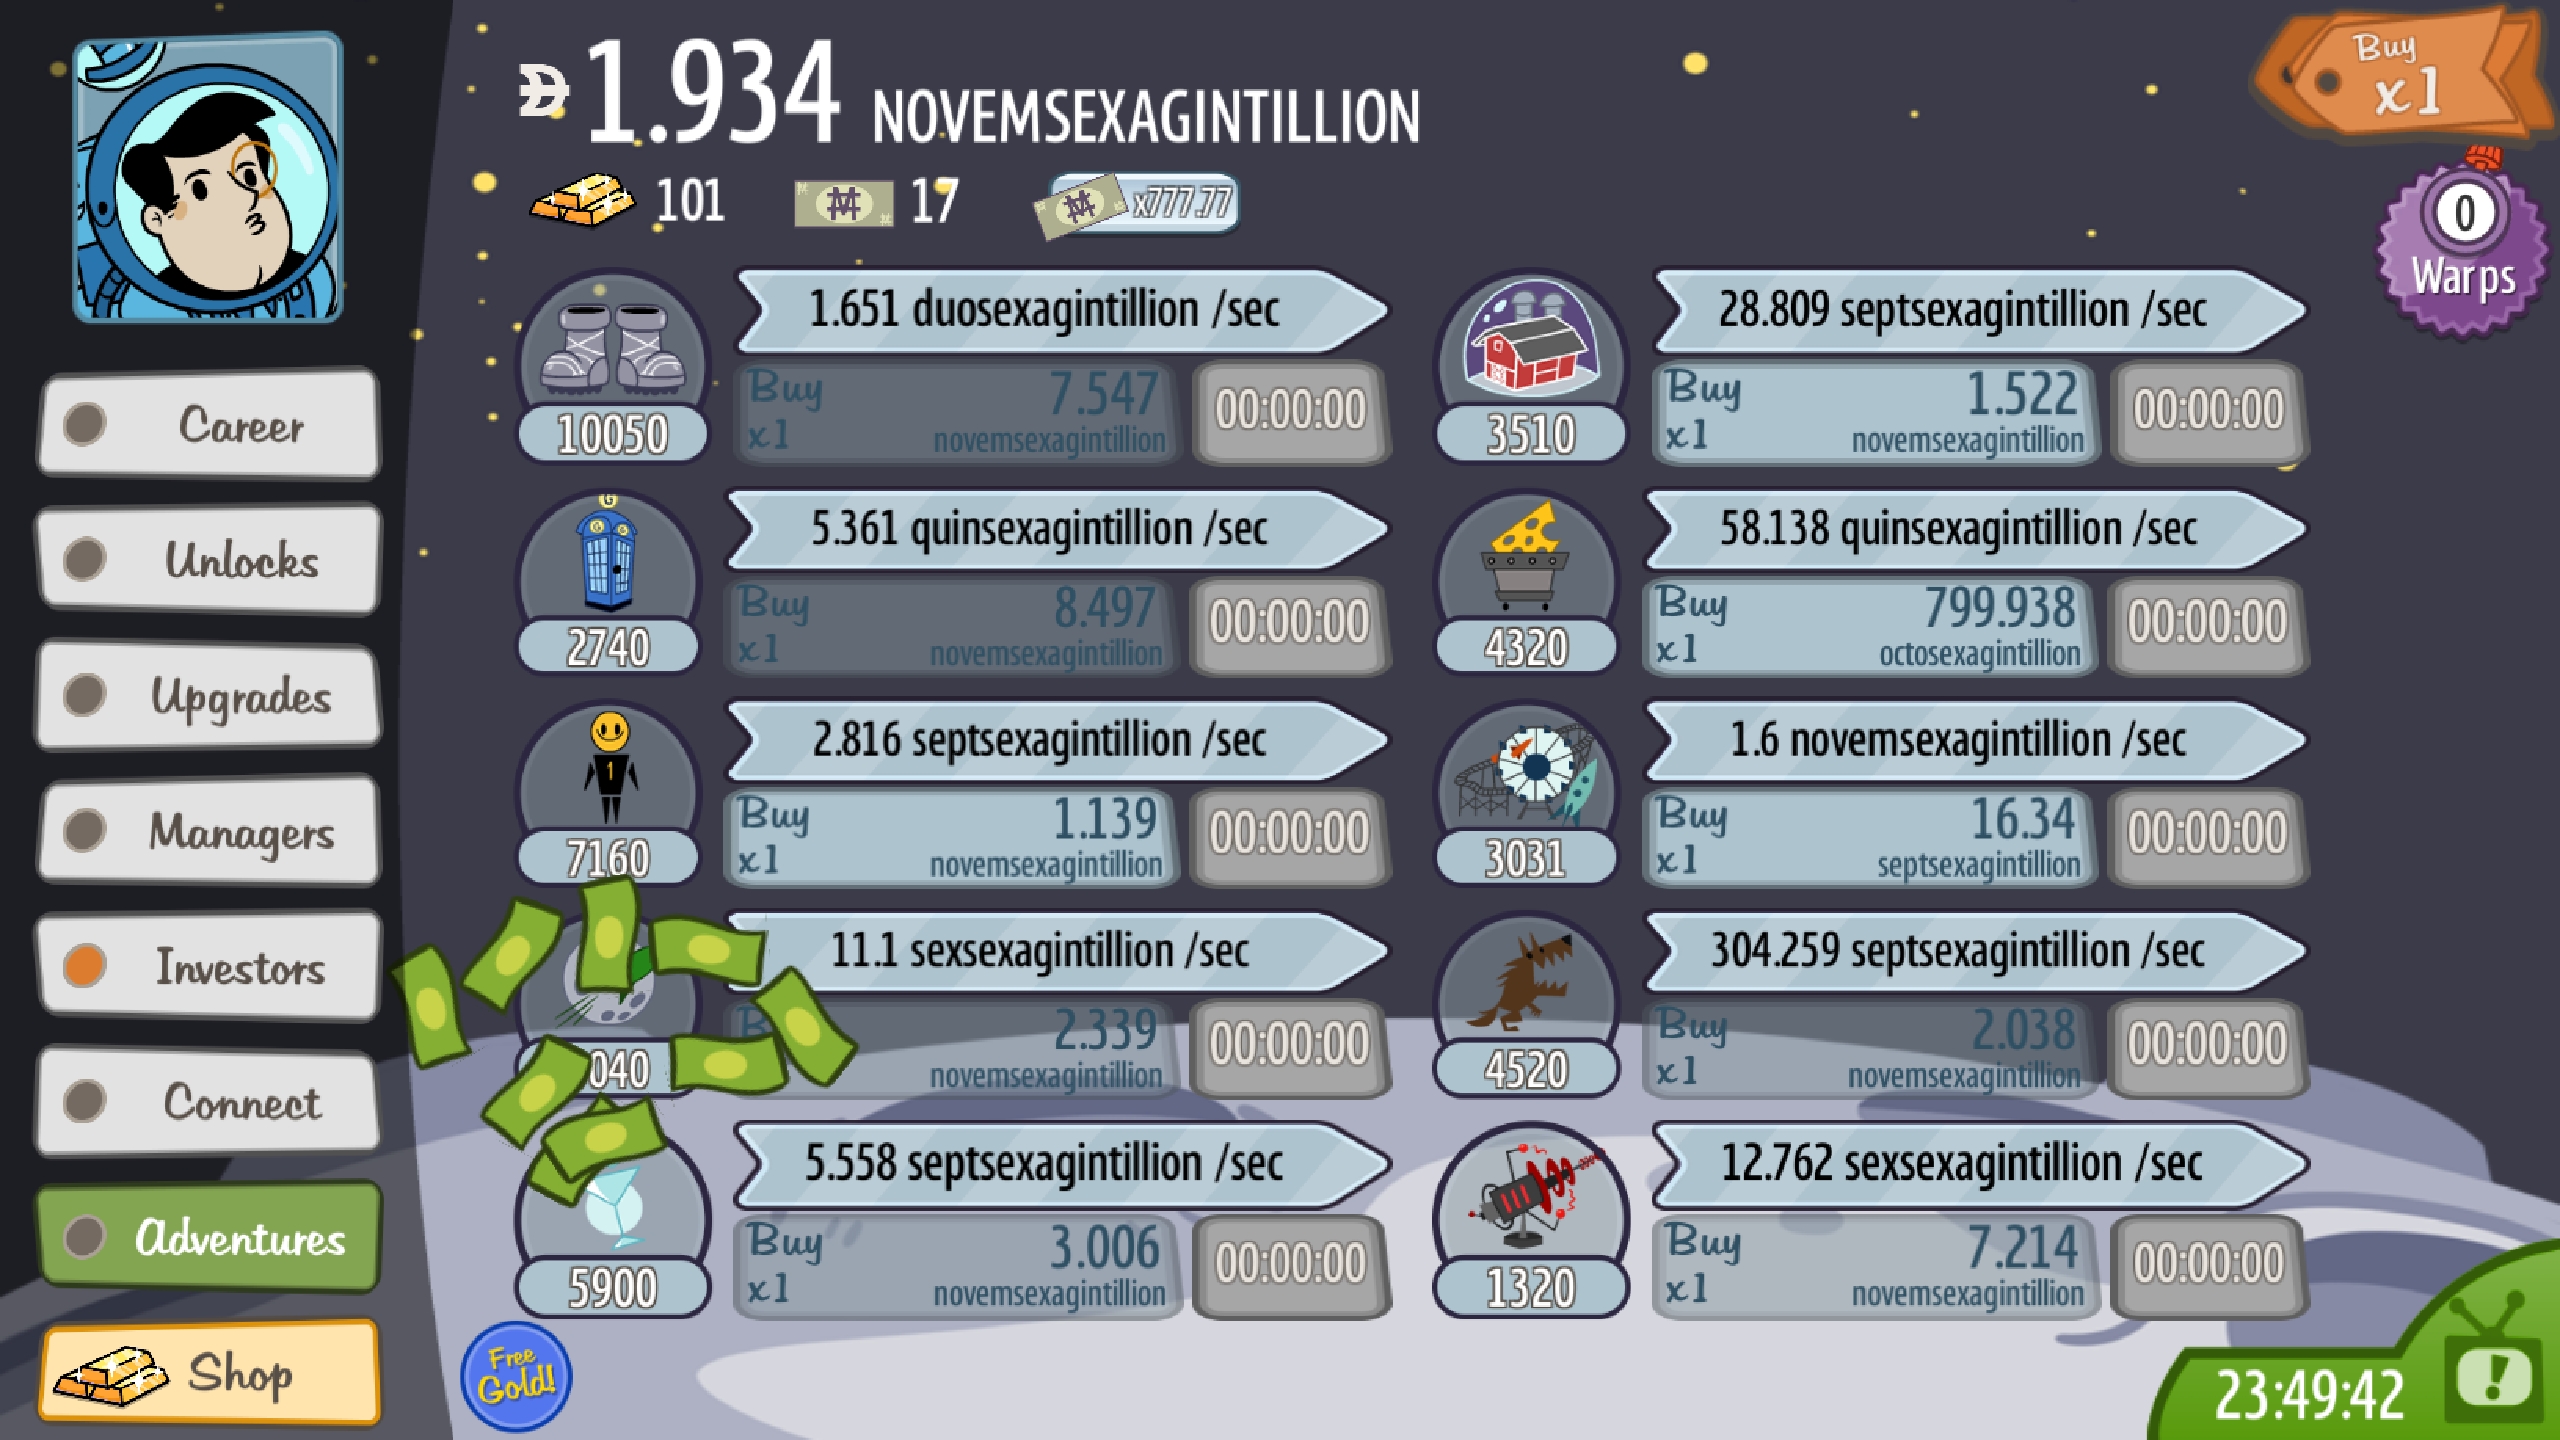 1.934 NOVEMSEXAGINTILLION
Buy
x1
101
17
x777.77
0
Warps
Career
Unlocks
Upgrades
Managers
Investors
Connect
Adventures
Shop
1.651 duosexagintillion /sec
Buy
x1
7.547
novemsexagintillion
00:00:00
10050
28.809 septsexagintillion /sec
Buy
x1
1.522
novemsexagintillion
00:00:00
3510
5.361 quinsexagintillion /sec
Buy
x1
8.497
novemsexagintillion
00:00:00
2740
58.138 quinsexagintillion /sec
Buy
x1
799.938
octosexagintillion
00:00:00
4320
2.816 septsexagintillion /sec
1
Buy
x1
1.139
novemsexagintillion
00:00:00
7160
1.6 novemsexagintillion /sec
Buy
x1
16.34
septsexagintillion
00:00:00
3031
11.1 sexsexagintillion /sec
2.339
novemsexagintillion
00:00:00
040
304.259 septsexagintillion /sec
Buy
x1
2.038
novemsexagintillion
00:00:00
4520
5.558 septsexagintillion /sec
Buy
x1
3.006
novemsexagintillion
00:00:00
5900
12.762 sexsexagintillion /sec
Buy
x1
7.214
novemsexagintillion
00:00:00
1320
Free
Gold!
23:49:42
!